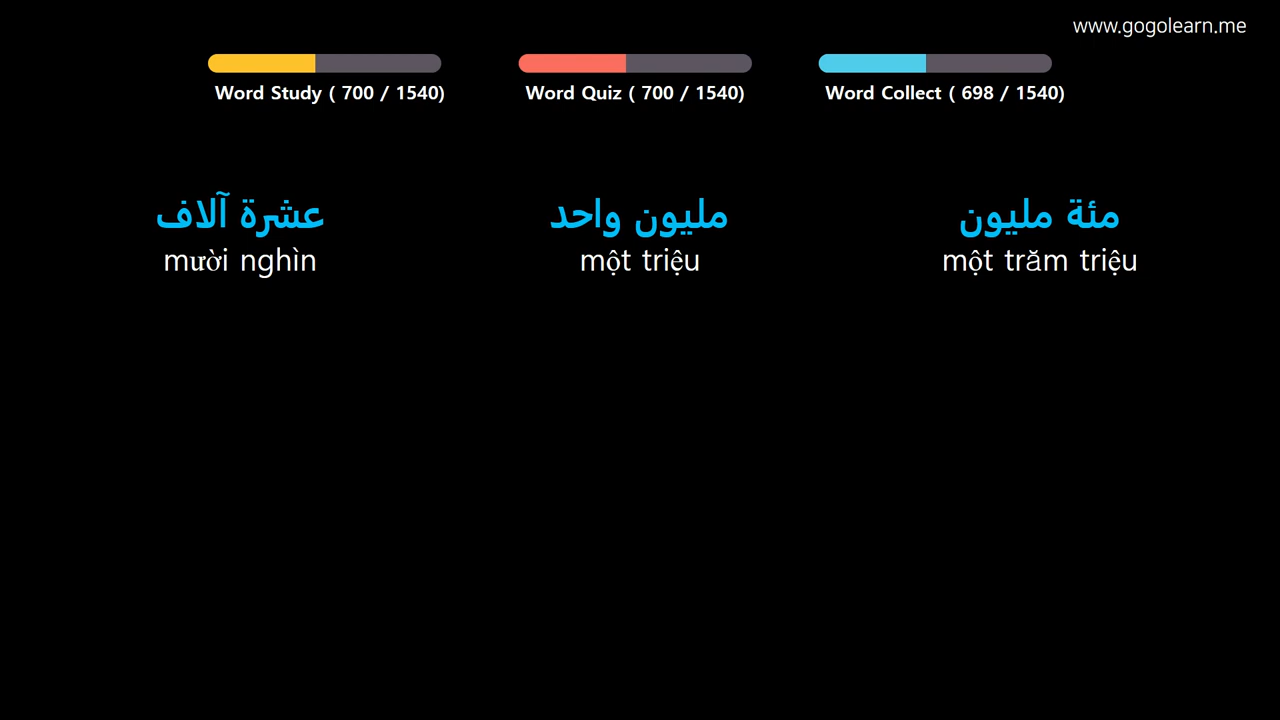 www.gogolearn.me
Word Study ( 700 / 1540)
Word Quiz ( 700 / 1540)
Word Collect ( 698 / 1540)
عشرة آلاف
mười nghìn
مليون واحد
một triệu
مئة مليون
một trăm triệu